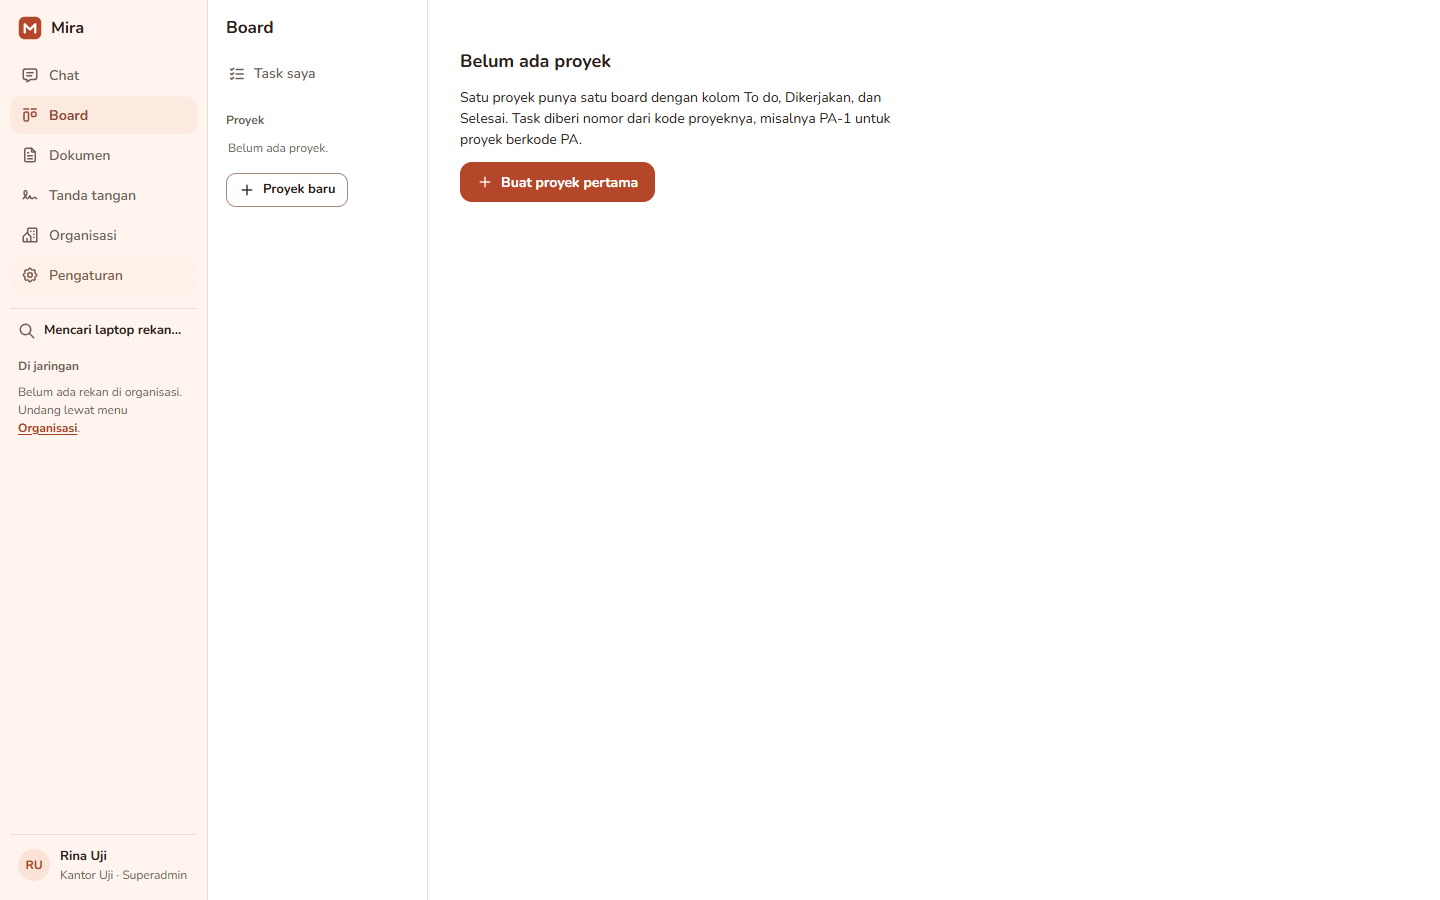 Mira
Chat
Board
Dokumen
Tanda tangan
Organisasi
Pengaturan
Mencari laptop rekan...
Di jaringan
Belum ada rekan di organisasi.
Undang lewat menu
Organisasi.
RU
Rina Uji
Kantor Uji · Superadmin
Board
Task saya
Proyek
Belum ada proyek.
Proyek baru
Belum ada proyek
Satu proyek punya satu board dengan kolom To do, Dikerjakan, dan
Selesai. Task diberi nomor dari kode proyeknya, misalnya PA-1 untuk
proyek berkode PA.
Buat proyek pertama